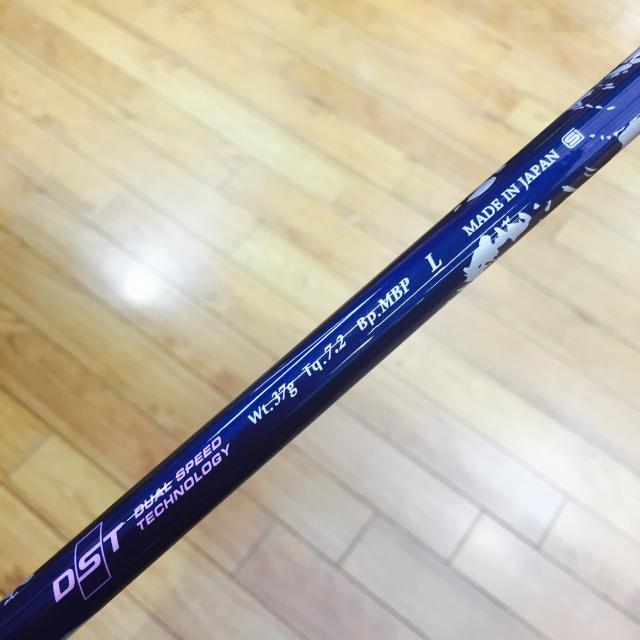 DST DUAL SPEED
TECHNOLOGY
Wt.37g Tq.7.2 Bp.MBP L MADE IN JAPAN S